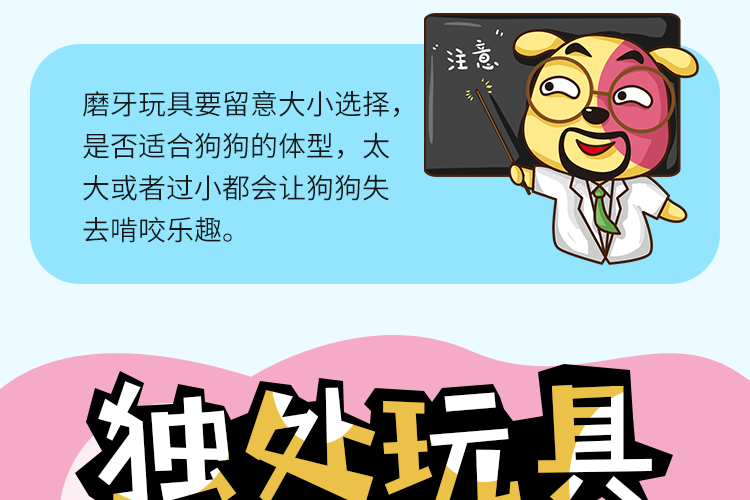 "注意"
磨牙玩具要留意大小选择，
是否适合狗狗的体型，太
大或者过小都会让狗狗失
去啃咬乐趣。
独处玩具